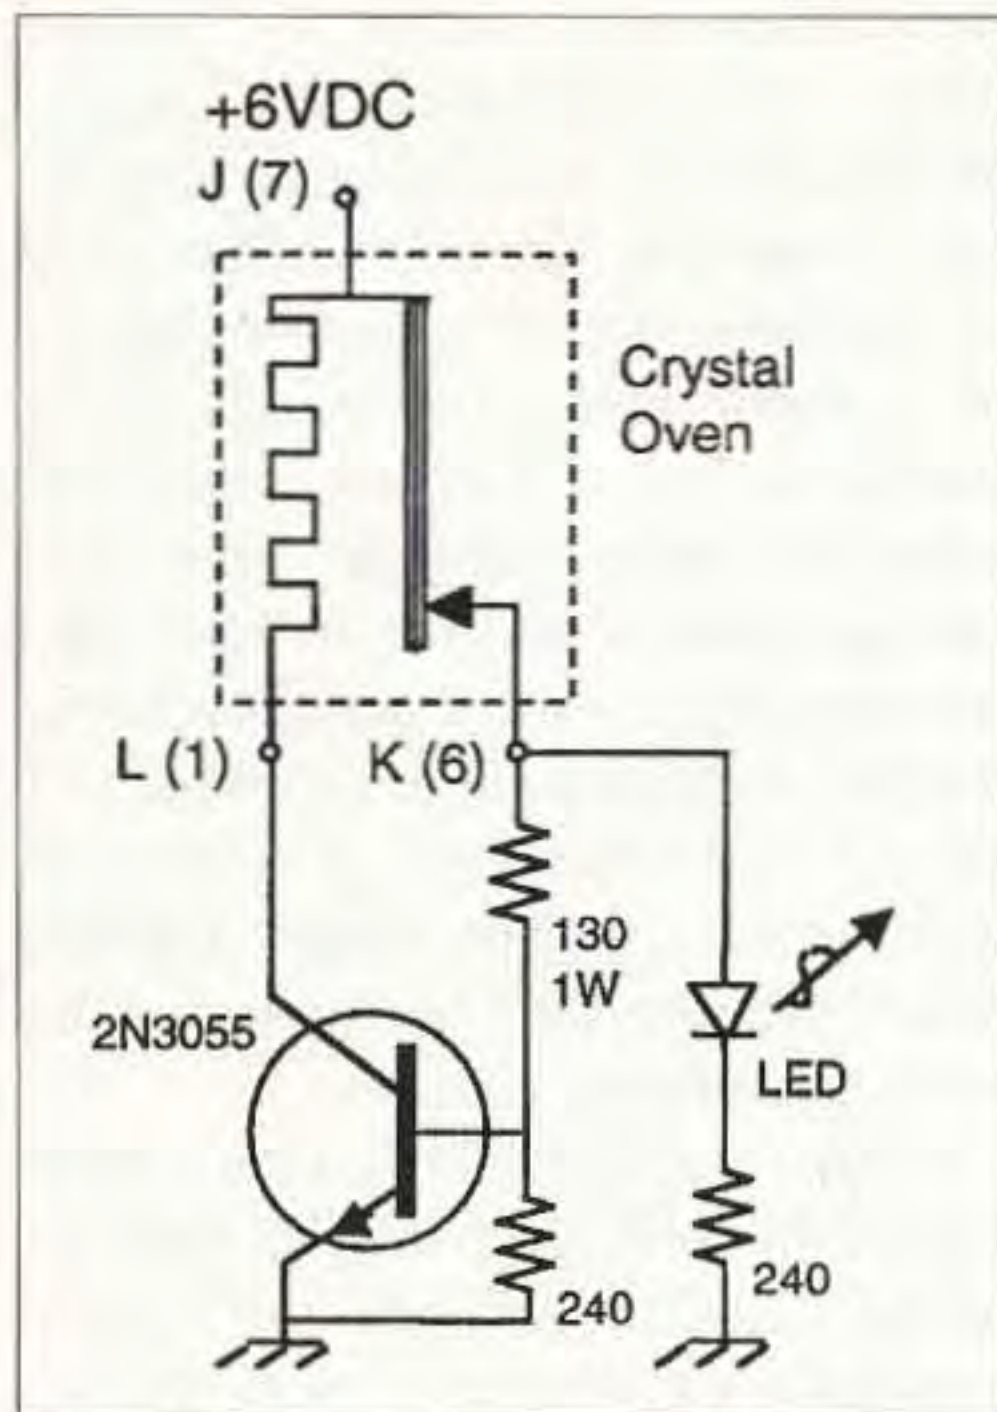 +6VDC
J (7)
Crystal
Oven
L (1)
K (6)
130
1W
2N3055
LED
240
240